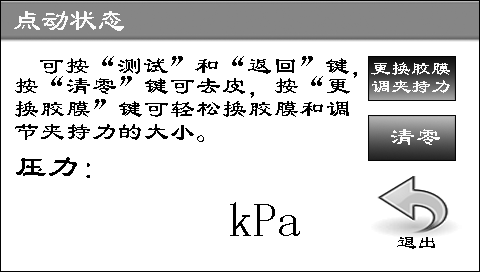 点动状态
可按“测试”和“返回”键，
按“清零”键可去皮，按“更
换胶膜”键可轻松换胶膜和调
节夹持力的大小。
压力：
kPa
更换胶膜
调夹持力
清零
退出